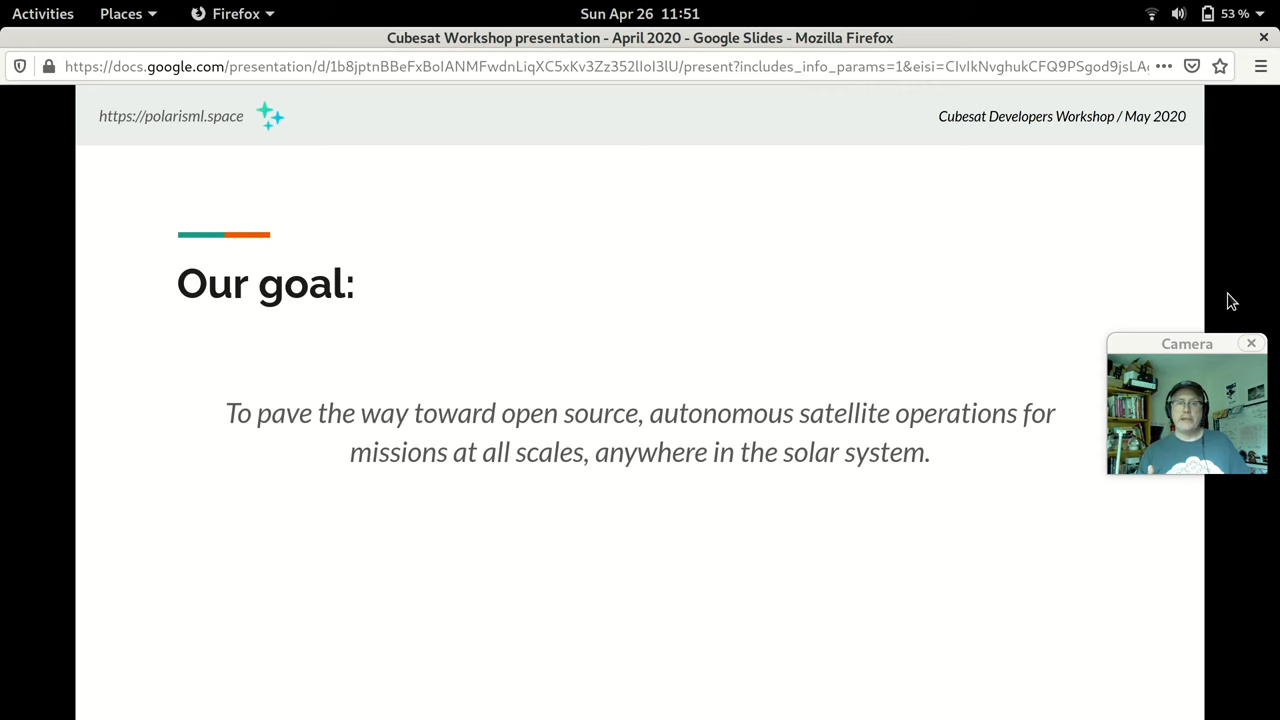 Activities Places Firefox Sun Apr 26 11:51 53 %
Cubesat Workshop presentation - April 2020 - Google Slides - Mozilla Firefox
https://docs.google.com/presentation/d/1b8jptnBBeFxBoIANMFwdnLiqXC5xKv3Zz352lIoI3lU/present?includes_info_params=1&eisi=CIvIkNvghukCFQ9PSgod9jsLA
https://polarisml.space
Cubesat Developers Workshop / May 2020
Our goal:
To pave the way toward open source, autonomous satellite operations for
missions at all scales, anywhere in the solar system.
Camera